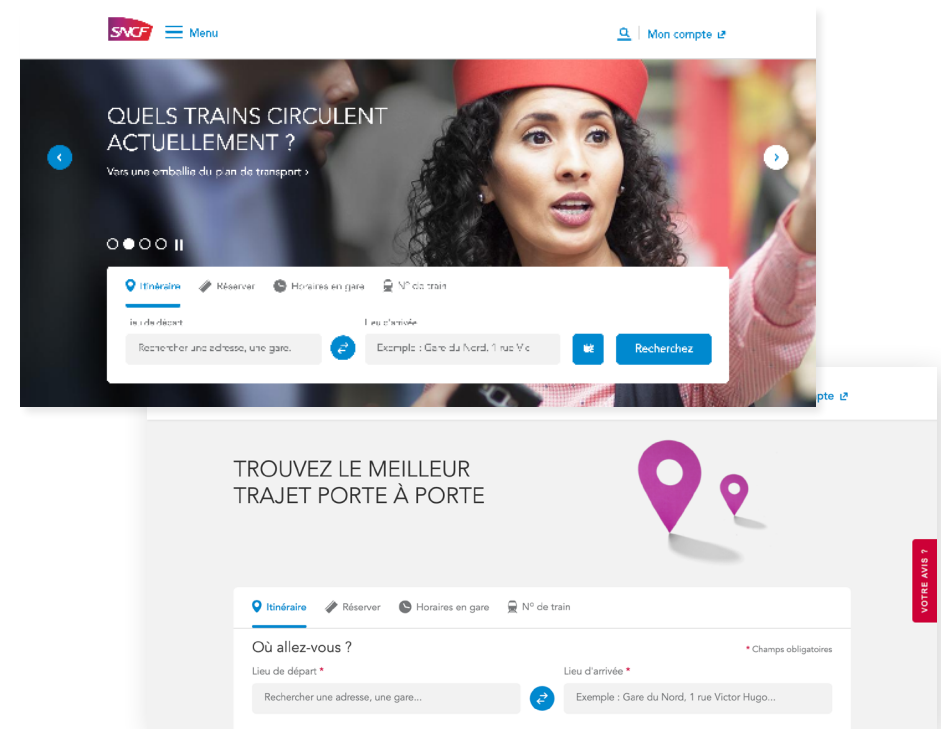 SNCF Menu Mon compte
QUELS TRAINS CIRCULENT
ACTUELLEMENT ?
Vers une embellie du plan de transport ›
Itinéraire Réserver Horaires en gare N° de train
Lieu de départ Lieu d'arrivée
Rechercher une adresse, une gare. Exemple : Gare du Nord, 1 rue Vic Recherchez
pte
TROUVEZ LE MEILLEUR
TRAJET PORTE À PORTE
VOTRE AVIS ?
Itinéraire Réserver Horaires en gare N° de train
Où allez-vous ? * Champs obligatoires
Lieu de départ * Lieu d'arrivée *
Rechercher une adresse, une gare... Exemple : Gare du Nord, 1 rue Victor Hugo...